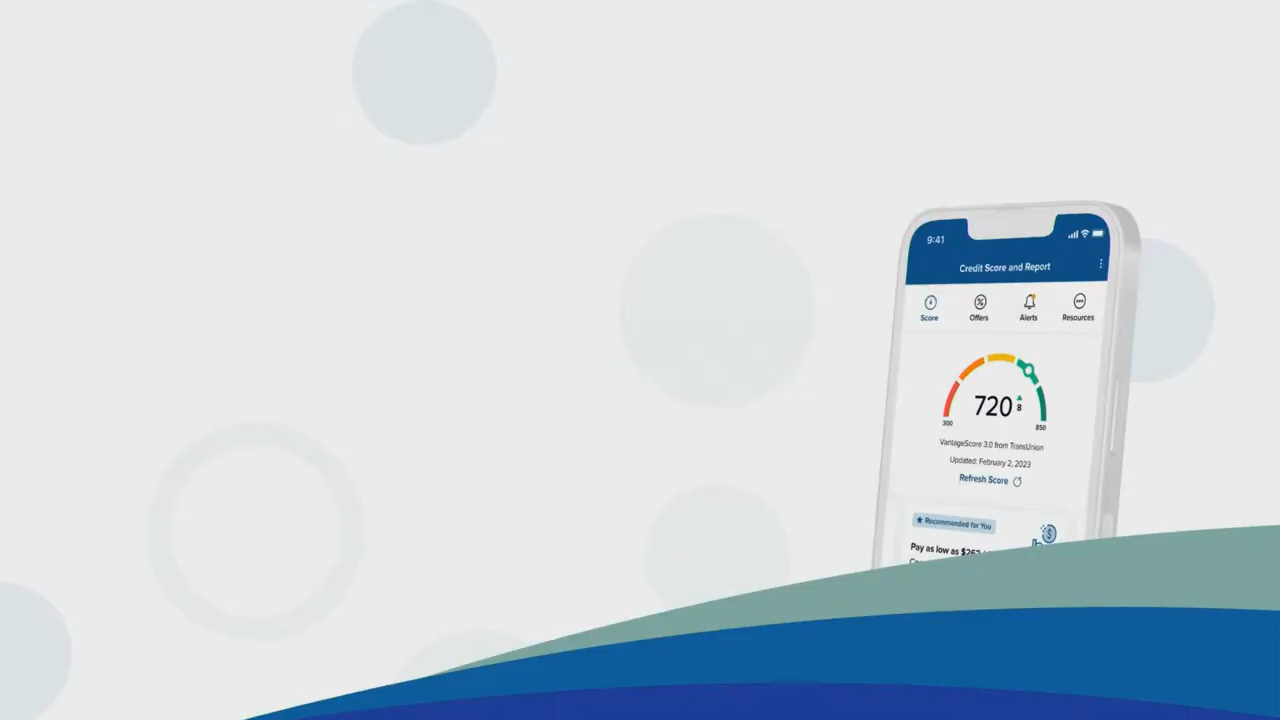 9:41
Credit Score and Report
Score Offers Alerts Resources
720 8
300 850
VantageScore 3.0 from TransUnion
Updated: February 2, 2023
Refresh Score
Recommended for You
Pay as low as $262